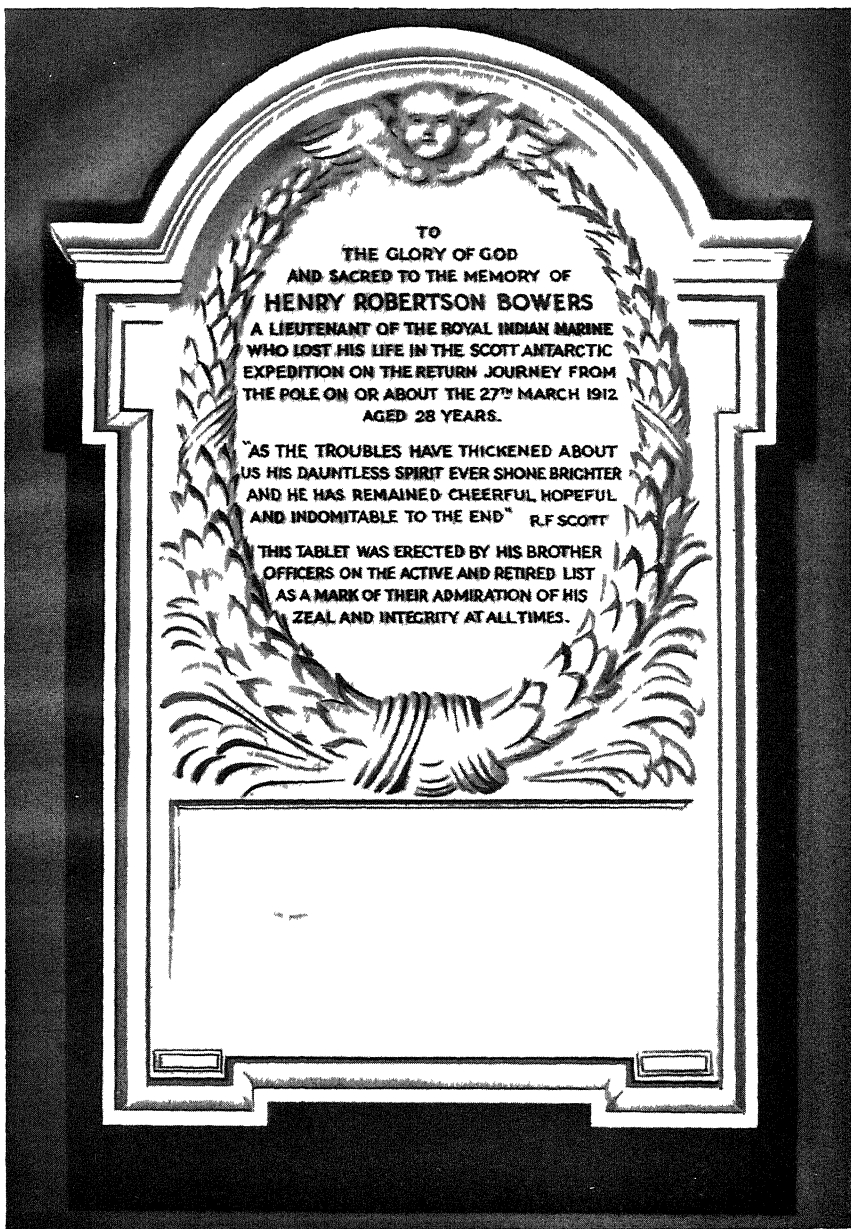 TO
THE GLORY OF GOD
AND SACRED TO THE MEMORY OF
HENRY ROBERTSON BOWERS
A LIEUTENANT OF THE ROYAL INDIAN MARINE
WHO LOST HIS LIFE IN THE SCOTT ANTARCTIC
EXPEDITION ON THE RETURN JOURNEY FROM
THE POLE ON OR ABOUT THE 27TH MARCH 1912
AGED 28 YEARS.
"AS THE TROUBLES HAVE THICKENED ABOUT
US HIS DAUNTLESS SPIRIT EVER SHONE BRIGHTER
AND HE HAS REMAINED CHEERFUL, HOPEFUL
AND INDOMITABLE TO THE END" R.F SCOTT
THIS TABLET WAS ERECTED BY HIS BROTHER
OFFICERS ON THE ACTIVE AND RETIRED LIST
AS A MARK OF THEIR ADMIRATION OF HIS
ZEAL AND INTEGRITY AT ALL TIMES.